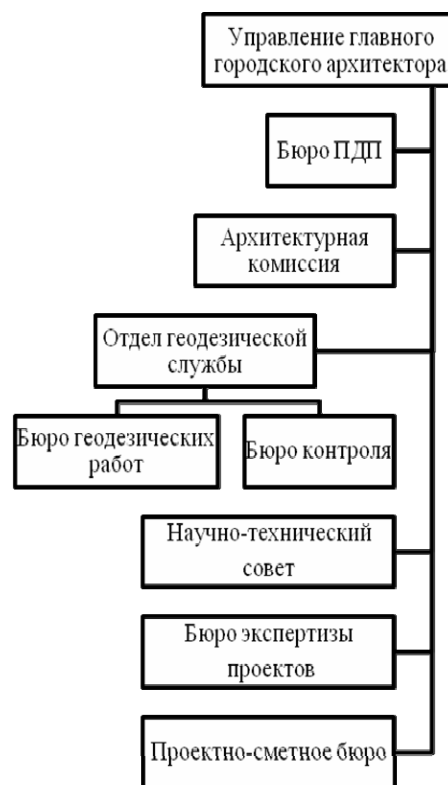 Управление главного
городского архитектора
Бюро ПДП
Архитектурная
комиссия
Отдел геодезической
службы
Бюро геодезических
работ
Бюро контроля
Научно-технический
совет
Бюро экспертизы
проектов
Проектно-сметное бюро